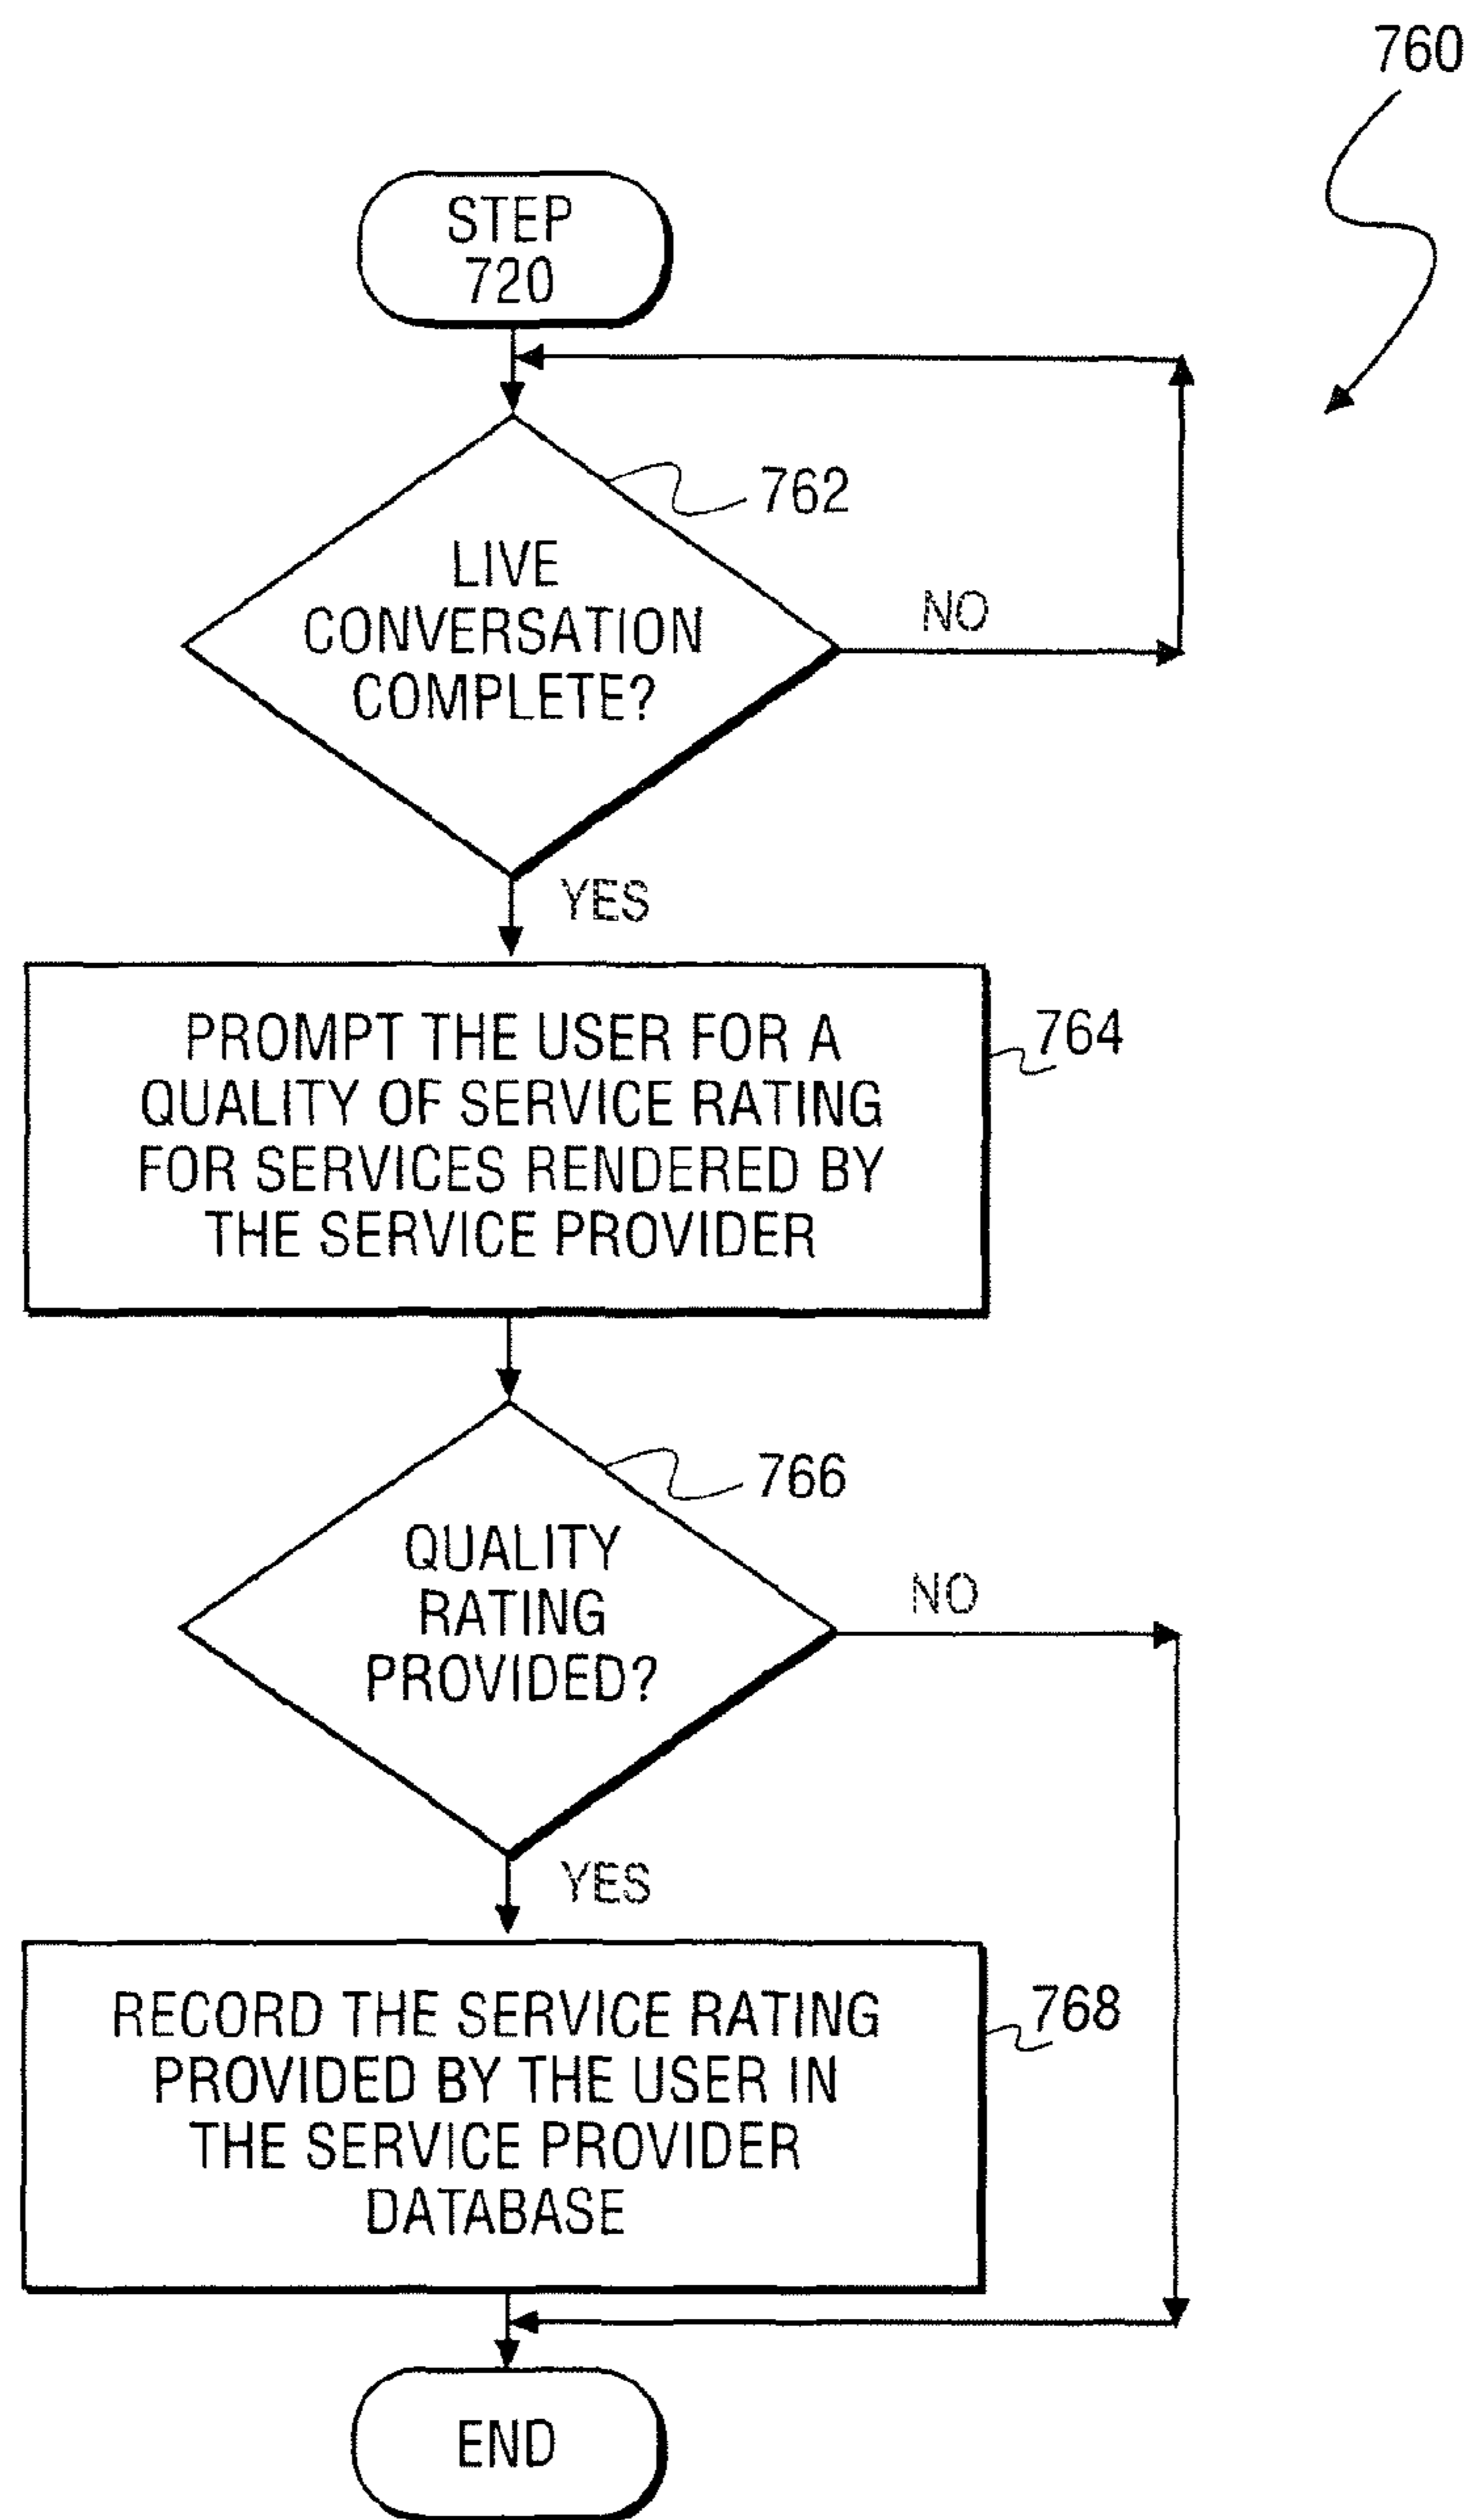 760
STEP
720
762
LIVE
CONVERSATION
COMPLETE?
NO
YES
PROMPT THE USER FOR A
QUALITY OF SERVICE RATING
FOR SERVICES RENDERED BY
THE SERVICE PROVIDER
764
766
QUALITY
RATING
PROVIDED?
NO
YES
RECORD THE SERVICE RATING
PROVIDED BY THE USER IN
THE SERVICE PROVIDER
DATABASE
768
END